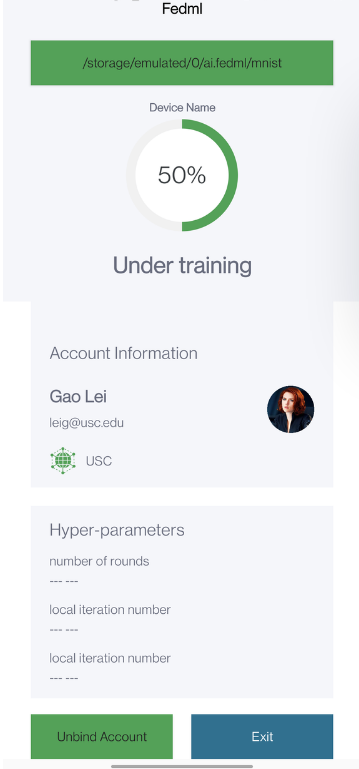 Fedml
/storage/emulated/0/ai.fedml/mnist
Device Name
50%
Under training
Account Information
Gao Lei
leig@usc.edu
USC
Hyper-parameters
number of rounds
--- ---
local iteration number
--- ---
local iteration number
--- ---
Unbind Account
Exit